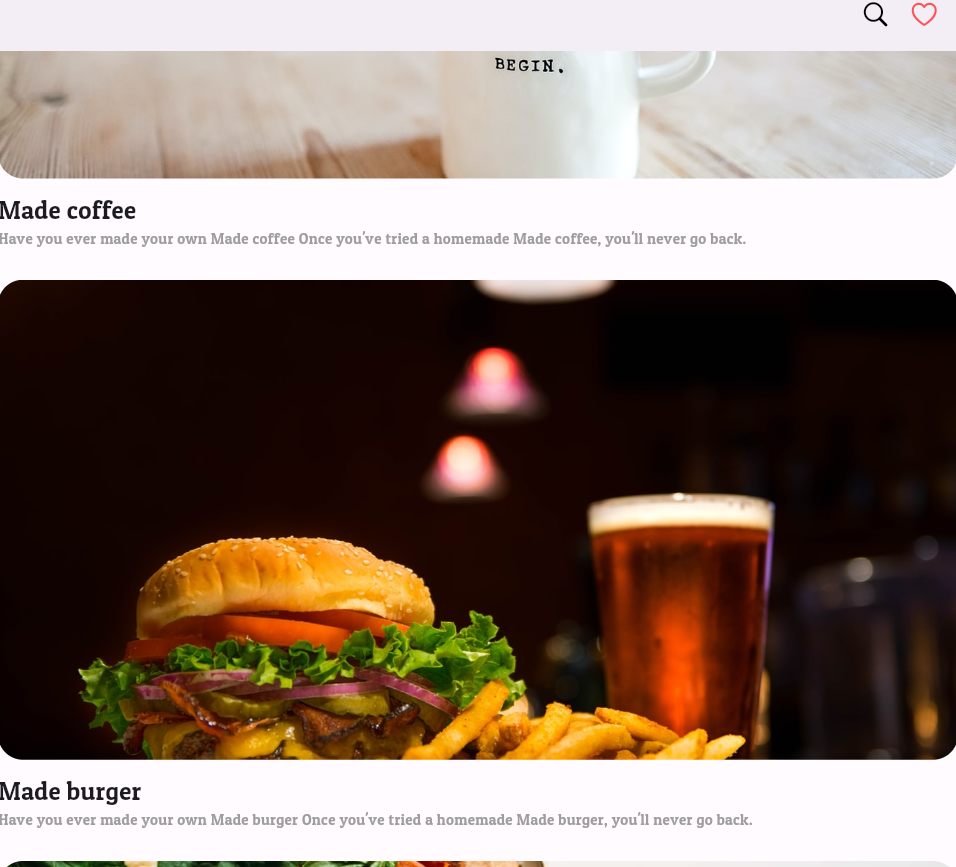 BEGIN.
Made coffee
Have you ever made your own Made coffee Once you've tried a homemade Made coffee, you'll never go back.
Made burger
Have you ever made your own Made burger Once you've tried a homemade Made burger, you'll never go back.